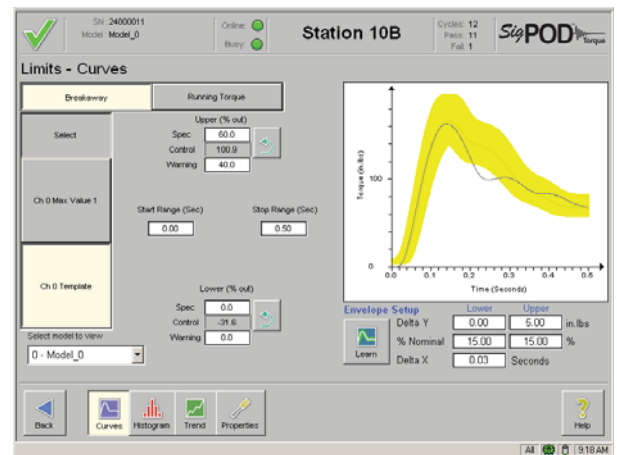 SN : 24800011
Model : Model_0
Online:
Busy:
Station 10B
Cycles: 12
Pass: 11
Fail: 1
SigPOD Torque
Limits - Curves
Breakaway
Running Torque
Select
Ch 0 Max Value 1
Ch 0 Template
Upper (% out)
Spec 60.0
Control 100.9
Warning 40.0
Start Range (Sec)
0.00
Stop Range (Sec)
0.50
Lower (% out)
Spec 0.0
Control -31.6
Warning 0.0
Select model to view
0 - Model_0
Torque (in.lbs)
100
0
0.0 0.1 0.2 0.3 0.4 0.5
Time (Seconds)
Envelope Setup Lower Upper
Delta Y 0.00 5.00 in.lbs
% Nominal 15.00 15.00 %
Delta X 0.03 Seconds
Learn
Back
Curves
Histogram
Trend
Properties
Help
All 9:18 AM